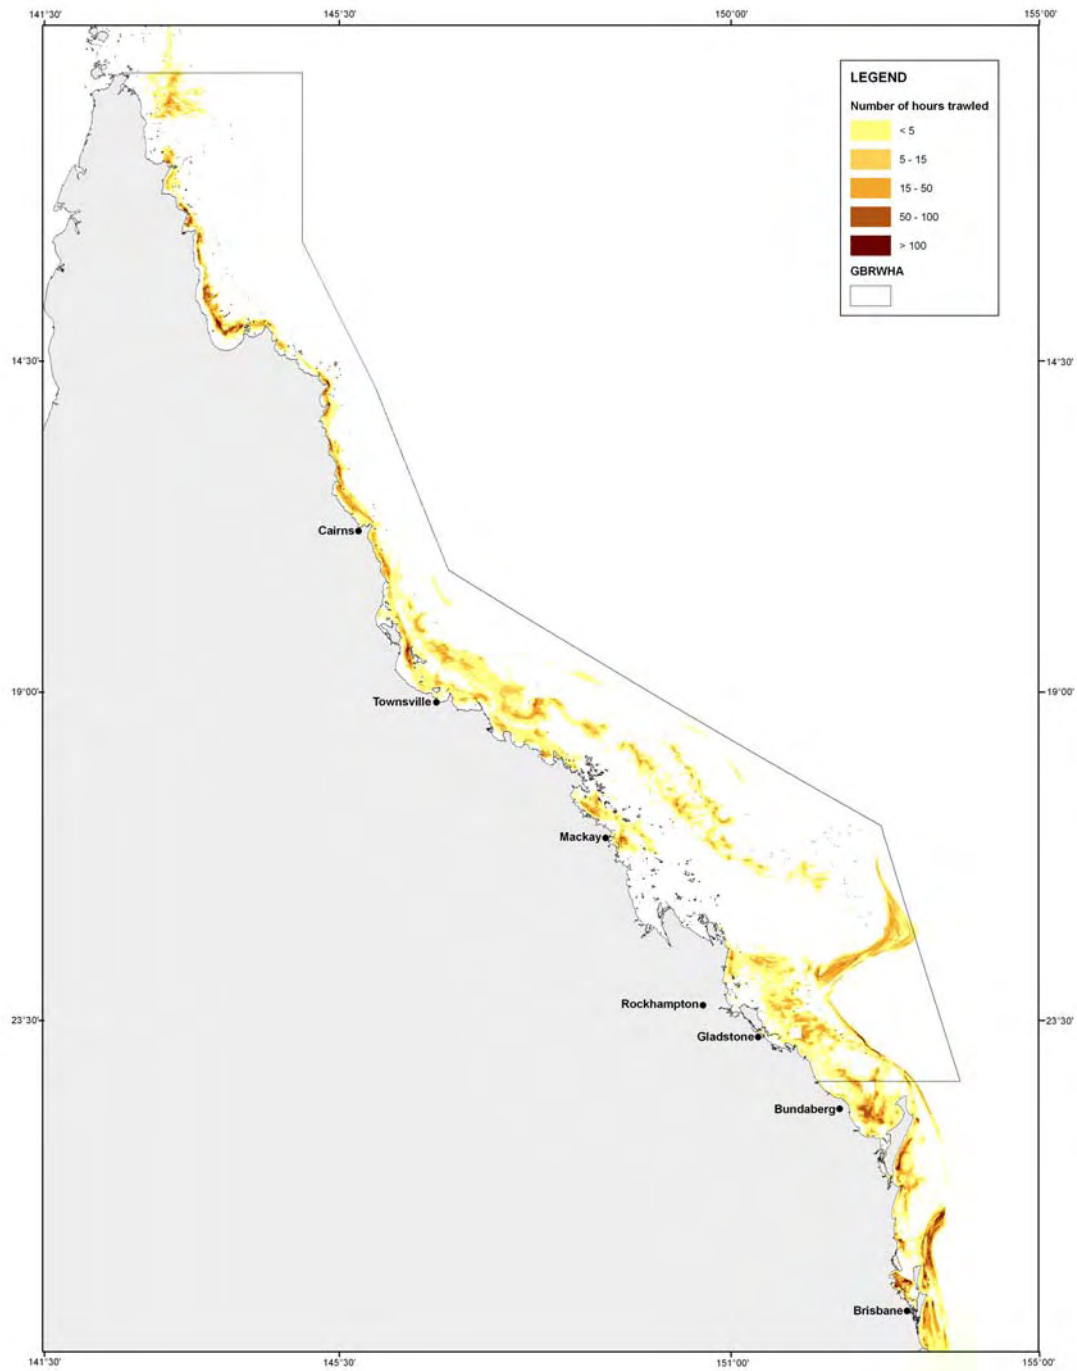 141°30' 145°30' 151°00' 155°00'
LEGEND
Number of hours trawled
< 5
5 - 15
15 - 50
50 - 100
> 100
GBRWHA
14°30' 14°30'
Cairns
19°00' 19°00'
Townsville
Mackay
Rockhampton
23°30' 23°30'
Gladstone
Bundaberg
Brisbane
141°30' 145°30' 151°00' 155°00'